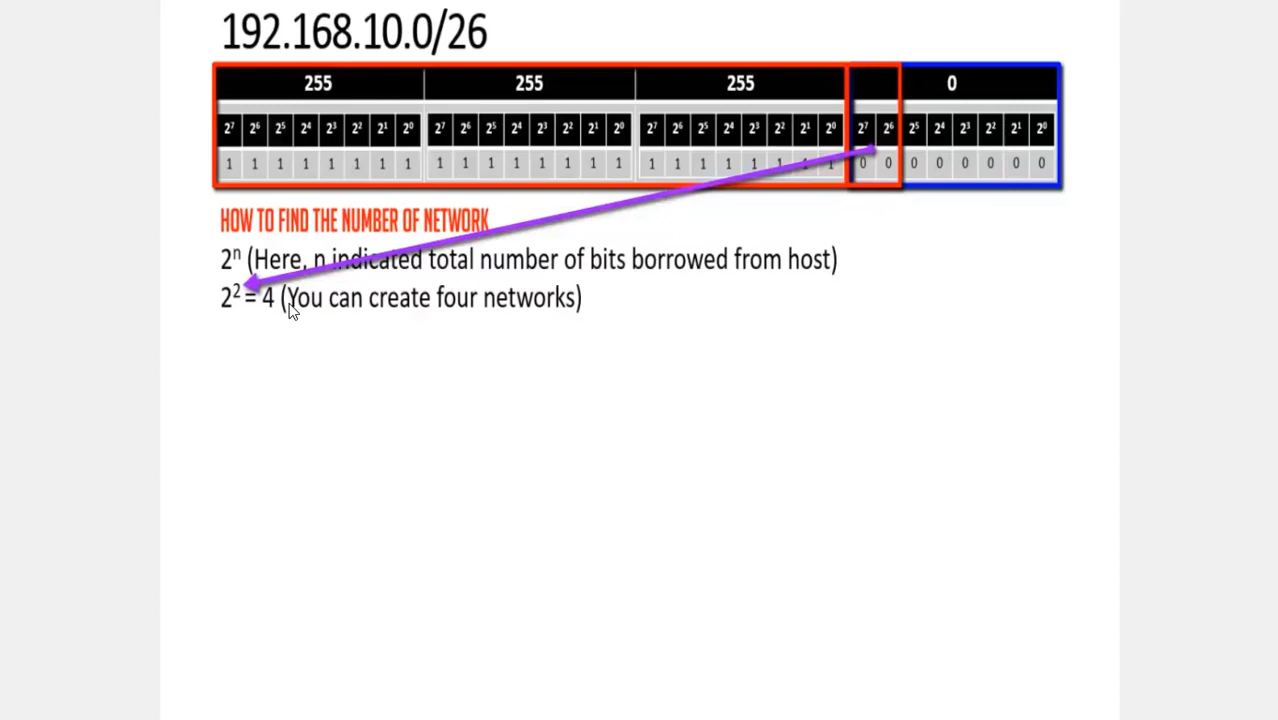 192.168.10.0/26
255 255 255 0
2⁷ 2⁶ 2⁵ 2⁴ 2³ 2² 2¹ 2⁰ 2⁷ 2⁶ 2⁵ 2⁴ 2³ 2² 2¹ 2⁰ 2⁷ 2⁶ 2⁵ 2⁴ 2³ 2² 2¹ 2⁰ 2⁷ 2⁶ 2⁵ 2⁴ 2³ 2² 2¹ 2⁰
1 1 1 1 1 1 1 1 1 1 1 1 1 1 1 1 1 1 1 1 1 1 1 1 0 0 0 0 0 0 0 0
HOW TO FIND THE NUMBER OF NETWORK
2ⁿ (Here, n indicated total number of bits borrowed from host)
2² = 4 (You can create four networks)